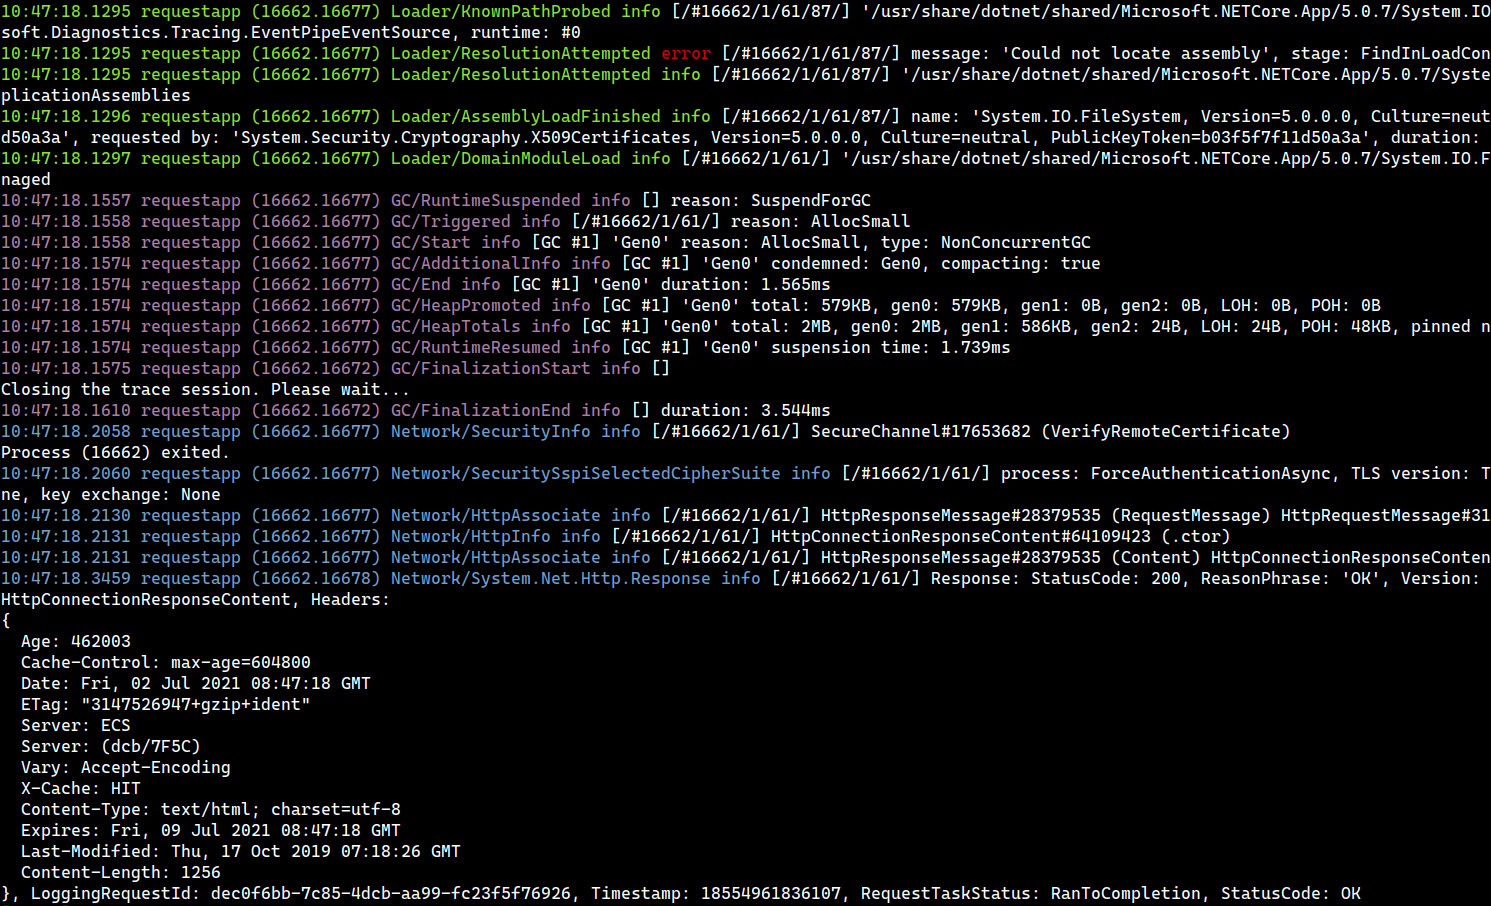 10:47:18.1295 requestapp (16662.16677) Loader/KnownPathProbed info [/#16662/1/61/87/] '/usr/share/dotnet/shared/Microsoft.NETCore.App/5.0.7/System.IO
soft.Diagnostics.Tracing.EventPipeEventSource, runtime: #0
10:47:18.1295 requestapp (16662.16677) Loader/ResolutionAttempted error [/#16662/1/61/87/] message: 'Could not locate assembly', stage: FindInLoadCon
10:47:18.1295 requestapp (16662.16677) Loader/ResolutionAttempted info [/#16662/1/61/87/] '/usr/share/dotnet/shared/Microsoft.NETCore.App/5.0.7/Syste
plicationAssemblies
10:47:18.1296 requestapp (16662.16677) Loader/AssemblyLoadFinished info [/#16662/1/61/87/] name: 'System.IO.FileSystem, Version=5.0.0.0, Culture=neut
d50a3a', requested by: 'System.Security.Cryptography.X509Certificates, Version=5.0.0.0, Culture=neutral, PublicKeyToken=b03f5f7f11d50a3a', duration:
10:47:18.1297 requestapp (16662.16677) Loader/DomainModuleLoad info [/#16662/1/61/] '/usr/share/dotnet/shared/Microsoft.NETCore.App/5.0.7/System.IO.F
naged
10:47:18.1557 requestapp (16662.16677) GC/RuntimeSuspended info [] reason: SuspendForGC
10:47:18.1558 requestapp (16662.16677) GC/Triggered info [/#16662/1/61/] reason: AllocSmall
10:47:18.1558 requestapp (16662.16677) GC/Start info [GC #1] 'Gen0' reason: AllocSmall, type: NonConcurrentGC
10:47:18.1574 requestapp (16662.16677) GC/AdditionalInfo info [GC #1] 'Gen0' condemned: Gen0, compacting: true
10:47:18.1574 requestapp (16662.16677) GC/End info [GC #1] 'Gen0' duration: 1.565ms
10:47:18.1574 requestapp (16662.16677) GC/HeapPromoted info [GC #1] 'Gen0' total: 579KB, gen0: 579KB, gen1: 0B, gen2: 0B, LOH: 0B, POH: 0B
10:47:18.1574 requestapp (16662.16677) GC/HeapTotals info [GC #1] 'Gen0' total: 2MB, gen0: 2MB, gen1: 586KB, gen2: 24B, LOH: 24B, POH: 48KB, pinned n
10:47:18.1574 requestapp (16662.16677) GC/RuntimeResumed info [GC #1] 'Gen0' suspension time: 1.739ms
10:47:18.1575 requestapp (16662.16672) GC/FinalizationStart info []
Closing the trace session. Please wait...
10:47:18.1610 requestapp (16662.16672) GC/FinalizationEnd info [] duration: 3.544ms
10:47:18.2058 requestapp (16662.16677) Network/SecurityInfo info [/#16662/1/61/] SecureChannel#17653682 (VerifyRemoteCertificate)
Process (16662) exited.
10:47:18.2060 requestapp (16662.16677) Network/SecuritySspiSelectedCipherSuite info [/#16662/1/61/] process: ForceAuthenticationAsync, TLS version: T
ne, key exchange: None
10:47:18.2130 requestapp (16662.16677) Network/HttpAssociate info [/#16662/1/61/] HttpResponseMessage#28379535 (RequestMessage) HttpRequestMessage#31
10:47:18.2131 requestapp (16662.16677) Network/HttpInfo info [/#16662/1/61/] HttpConnectionResponseContent#64109423 (.ctor)
10:47:18.2131 requestapp (16662.16677) Network/HttpAssociate info [/#16662/1/61/] HttpResponseMessage#28379535 (Content) HttpConnectionResponseConten
10:47:18.3459 requestapp (16662.16678) Network/System.Net.Http.Response info [/#16662/1/61/] Response: StatusCode: 200, ReasonPhrase: 'OK', Version:
HttpConnectionResponseContent, Headers:
{
  Age: 462003
  Cache-Control: max-age=604800
  Date: Fri, 02 Jul 2021 08:47:18 GMT
  ETag: "3147526947+gzip+ident"
  Server: ECS
  Server: (dcb/7F5C)
  Vary: Accept-Encoding
  X-Cache: HIT
  Content-Type: text/html; charset=utf-8
  Expires: Fri, 09 Jul 2021 08:47:18 GMT
  Last-Modified: Thu, 17 Oct 2019 07:18:26 GMT
  Content-Length: 1256
}, LoggingRequestId: dec0f6bb-7c85-4dcb-aa99-fc23f5f76926, Timestamp: 18554961836107, RequestTaskStatus: RanToCompletion, StatusCode: OK